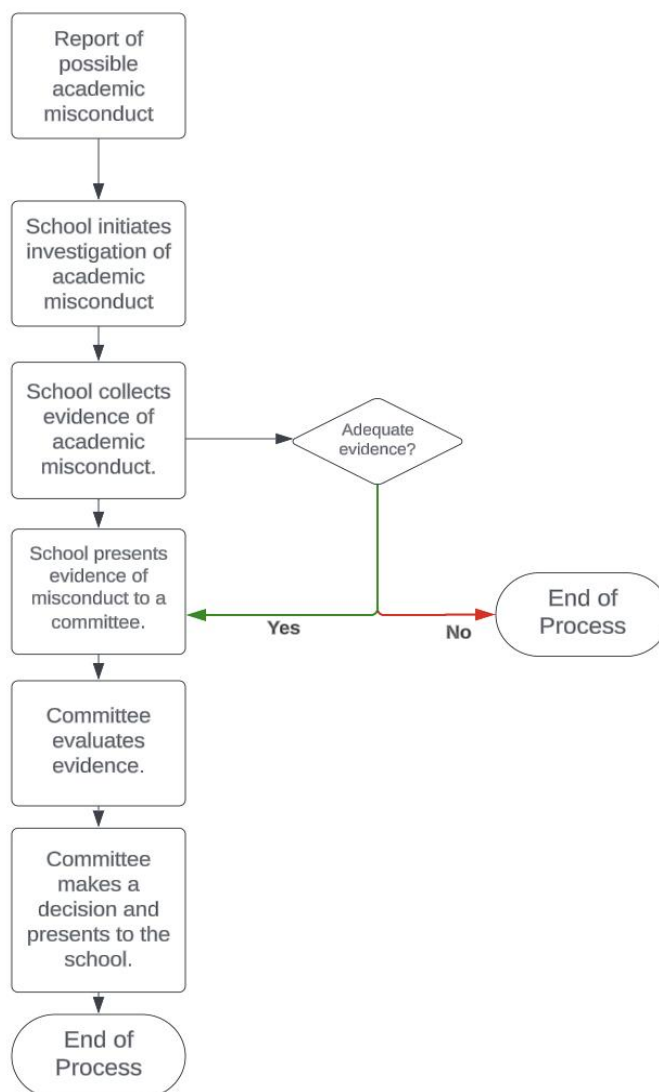 Report of
possible
academic
misconduct
School initiates
investigation of
academic
misconduct
School collects
evidence of
academic
misconduct.
Adequate
evidence?
School presents
evidence of
misconduct to a
committee.
Yes
No
End of
Process
Committee
evaluates
evidence.
Committee
makes a
decision and
presents to the
school.
End of
Process